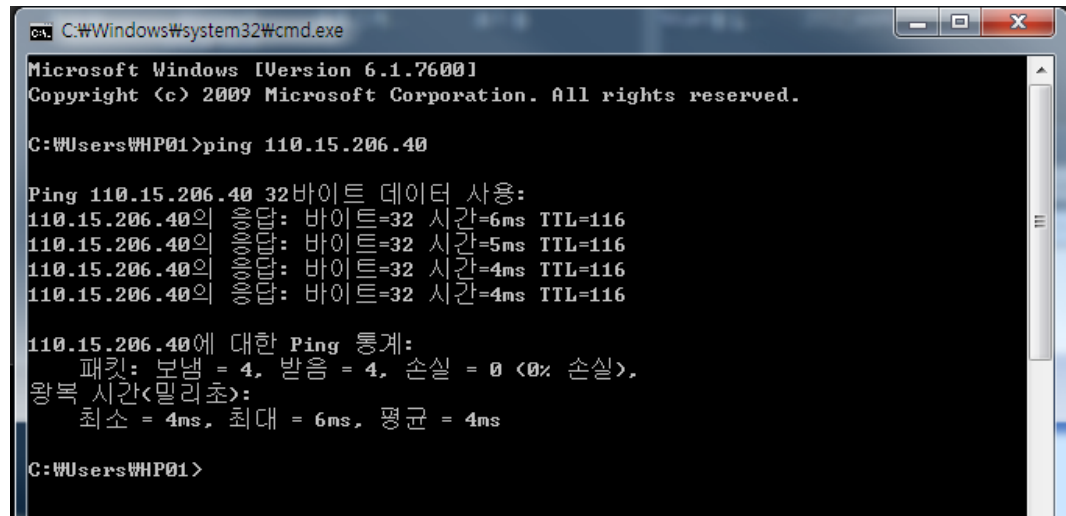 C:₩Windows₩system32₩cmd.exe
Microsoft Windows [Version 6.1.7600]
Copyright (c) 2009 Microsoft Corporation. All rights reserved.
C:₩Users₩HP01>ping 110.15.206.40
Ping 110.15.206.40 32바이트 데이터 사용:
110.15.206.40의 응답: 바이트=32 시간=6ms TTL=116
110.15.206.40의 응답: 바이트=32 시간=5ms TTL=116
110.15.206.40의 응답: 바이트=32 시간=4ms TTL=116
110.15.206.40의 응답: 바이트=32 시간=4ms TTL=116
110.15.206.40에 대한 Ping 통계:
패킷: 보냄 = 4, 받음 = 4, 손실 = 0 (0% 손실),
왕복 시간(밀리초):
최소 = 4ms, 최대 = 6ms, 평균 = 4ms
C:₩Users₩HP01>